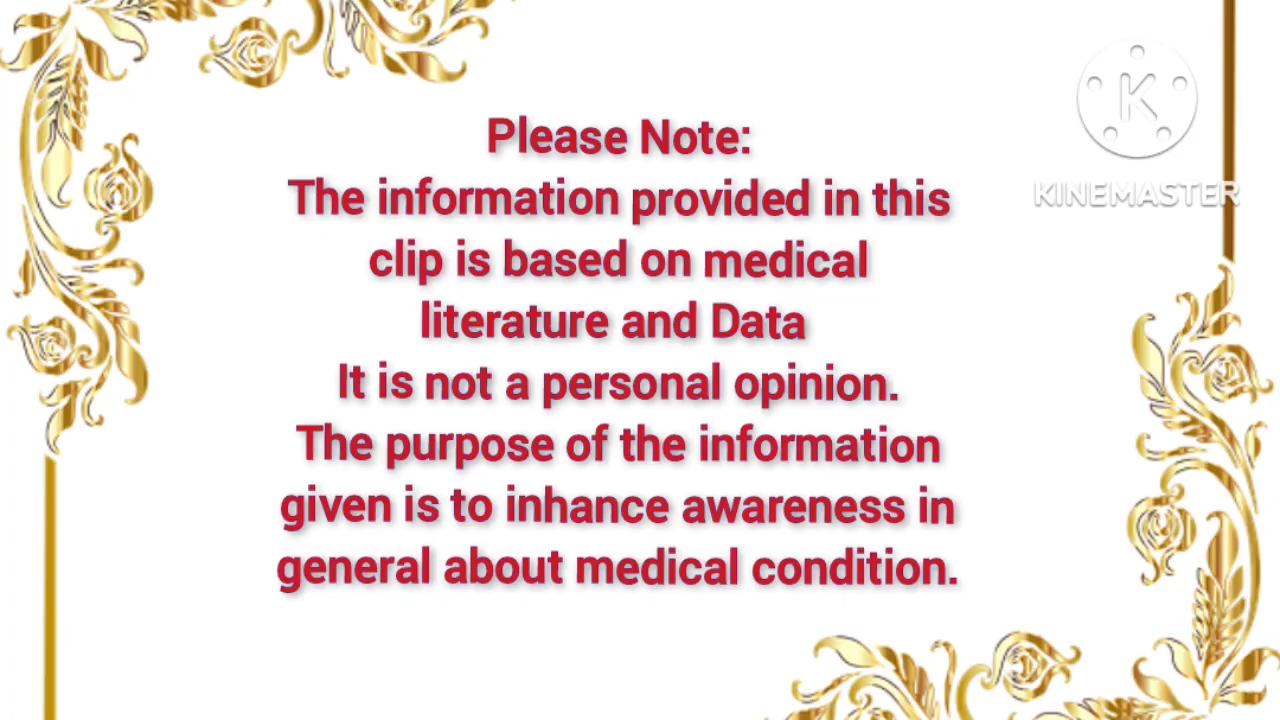 Please Note:
The information provided in this
clip is based on medical
literature and Data
It is not a personal opinion.
The purpose of the information
given is to inhance awareness in
general about medical condition.
K
KINEMASTER